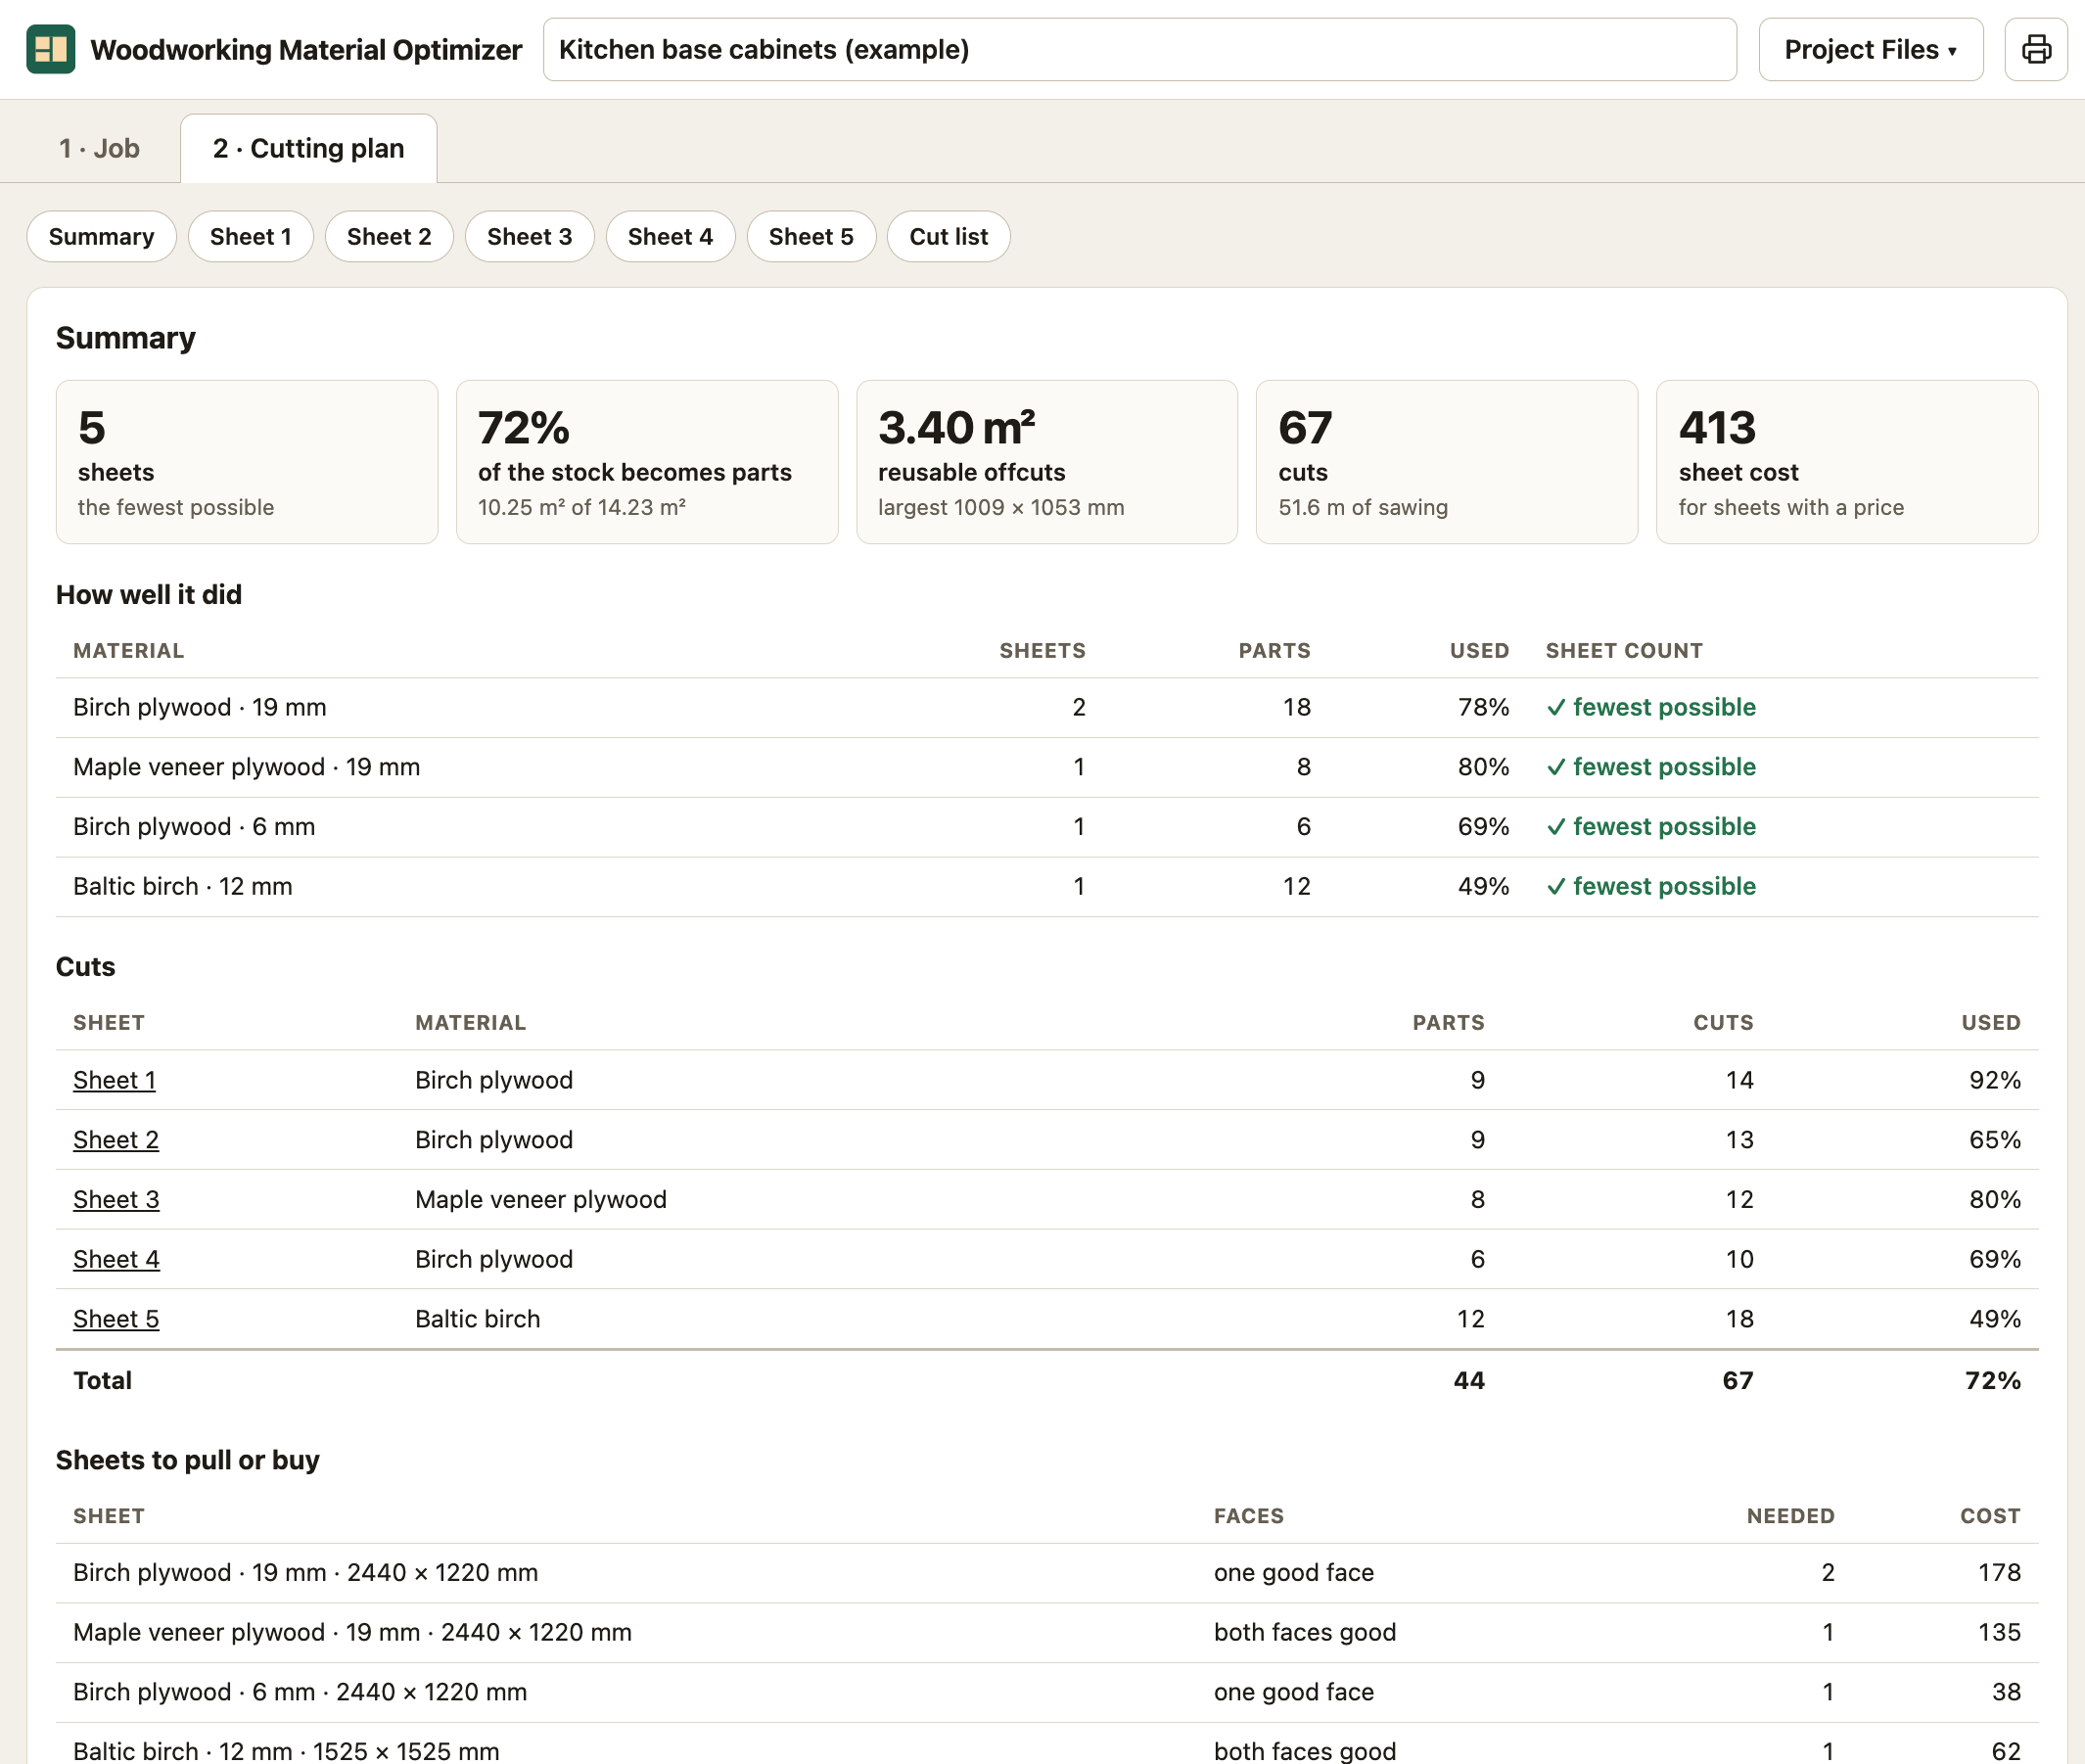 Woodworking Material Optimizer
Kitchen base cabinets (example)
Project Files ▾
1 · Job
2 · Cutting plan
Summary
Sheet 1
Sheet 2
Sheet 3
Sheet 4
Sheet 5
Cut list
Summary
5
sheets
the fewest possible
72%
of the stock becomes parts
10.25 m² of 14.23 m²
3.40 m²
reusable offcuts
largest 1009 × 1053 mm
67
cuts
51.6 m of sawing
413
sheet cost
for sheets with a price
How well it did
MATERIAL SHEETS PARTS USED SHEET COUNT
Birch plywood · 19 mm 2 18 78% ✓ fewest possible
Maple veneer plywood · 19 mm 1 8 80% ✓ fewest possible
Birch plywood · 6 mm 1 6 69% ✓ fewest possible
Baltic birch · 12 mm 1 12 49% ✓ fewest possible
Cuts
SHEET MATERIAL PARTS CUTS USED
Sheet 1 Birch plywood 9 14 92%
Sheet 2 Birch plywood 9 13 65%
Sheet 3 Maple veneer plywood 8 12 80%
Sheet 4 Birch plywood 6 10 69%
Sheet 5 Baltic birch 12 18 49%
Total 44 67 72%
Sheets to pull or buy
SHEET FACES NEEDED COST
Birch plywood · 19 mm · 2440 × 1220 mm one good face 2 178
Maple veneer plywood · 19 mm · 2440 × 1220 mm both faces good 1 135
Birch plywood · 6 mm · 2440 × 1220 mm one good face 1 38
Baltic birch · 12 mm · 1525 × 1525 mm both faces good 1 62